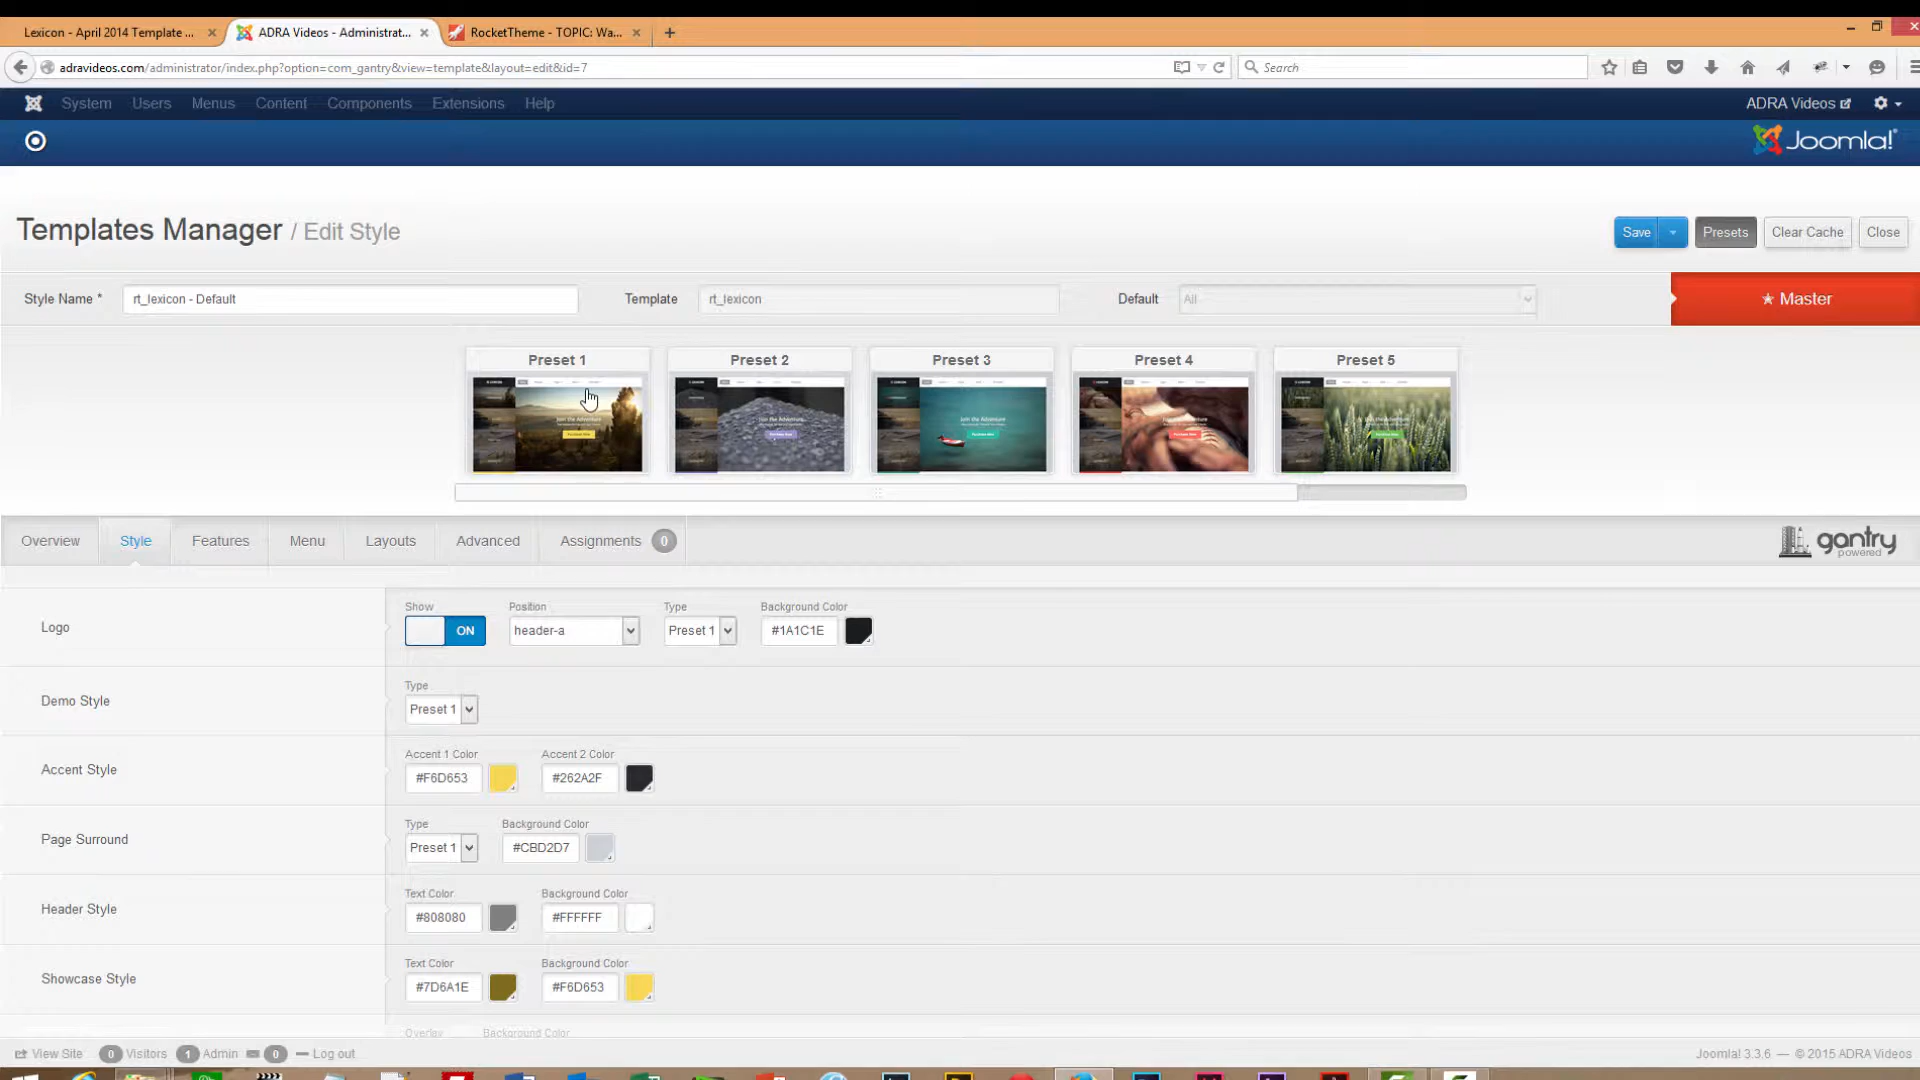 Lexicon - April 2014 Template ...
ADRA Videos - Administrat...
RocketTheme - TOPIC: Wa...
adravideos.com/administrator/index.php?option=com_gantry&view=template&layout=edit&id=7
Search
System Users Menus Content Components Extensions Help
ADRA Videos
Joomla!
Templates Manager / Edit Style
Save Presets Clear Cache Close
Style Name * rt_lexicon - Default Template rt_lexicon Default All
Master
Preset 1 Preset 2 Preset 3 Preset 4 Preset 5
Overview Style Features Menu Layouts Advanced Assignments 0
gantry
powered
Show Position Type Background Color
Logo ON header-a Preset 1 #1A1C1E
Type
Demo Style Preset 1
Accent 1 Color Accent 2 Color
Accent Style #F6D653 #262A2F
Type Background Color
Page Surround Preset 1 #CBD2D7
Text Color Background Color
Header Style #808080 #FFFFFF
Text Color Background Color
Showcase Style #7D6A1E #F6D653
Overlay Background Color
View Site 0 Visitors 1 Admin 0 Log out
Joomla! 3.3.6 — © 2015 ADRA Videos